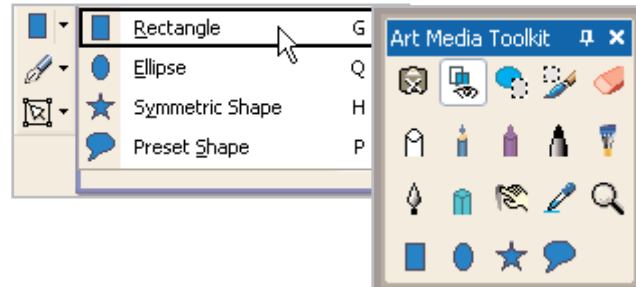 Rectangle G
Ellipse Q
Symmetric Shape H
Preset Shape P
Art Media Toolkit